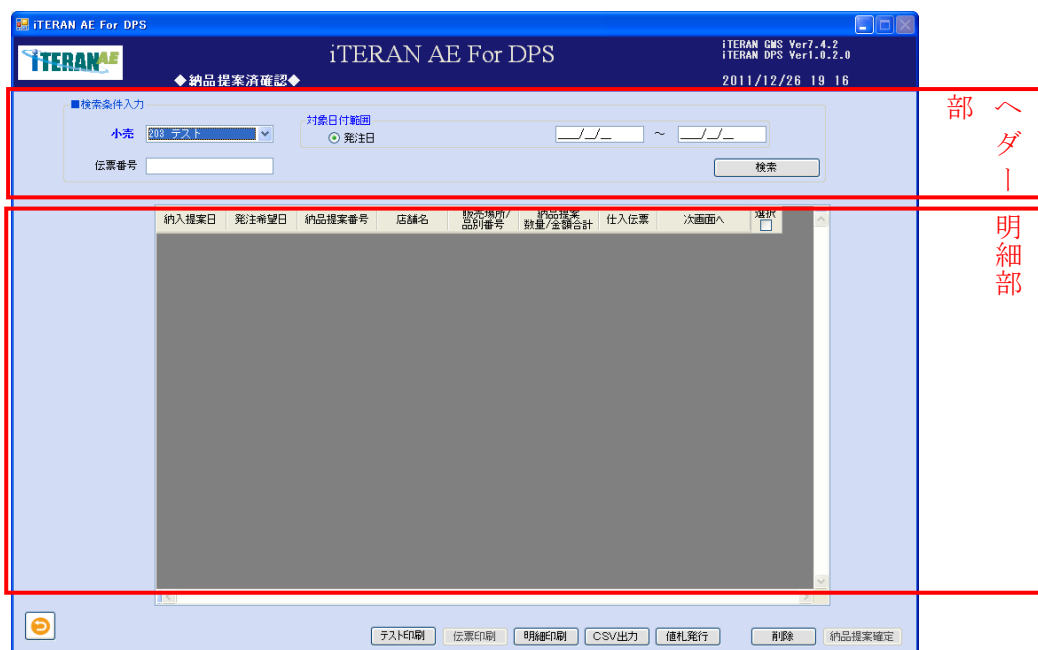 iTERAN AE For DPS
iTERAN AE
iTERAN AE For DPS
iTERAN GMS Ver7.4.2
iTERAN DPS Ver1.0.2.0
◆納品提案済確認◆
2011/12/26 19 16
■検索条件入力
小売 203 テスト
対象日付範囲
発注日
__/__/__ ~ __/__/__
伝票番号
検索
ヘダー部
納入提案日 発注希望日 納品提案番号 店舗名 販売場所/品別番号 納品提案数量/金額合計 仕入伝票 次画面へ 選択
明細部
テスト印刷 伝票印刷 明細印刷 CSV出力 値札発行 削除 納品提案確定